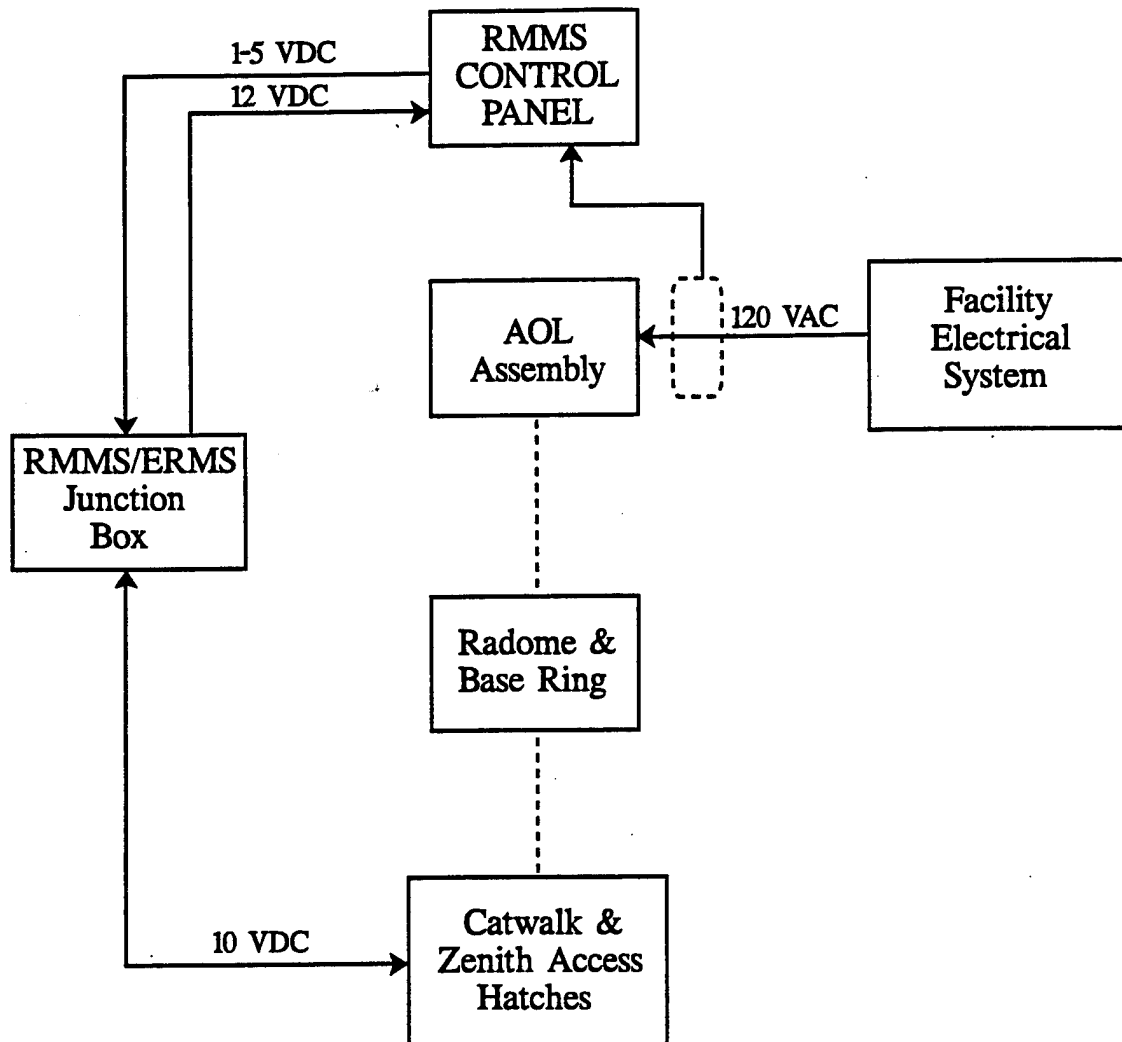 1-5 VDC
12 VDC
RMMS
CONTROL
PANEL
AOL
Assembly
120 VAC
Facility
Electrical
System
RMMS/ERMS
Junction
Box
Radome &
Base Ring
10 VDC
Catwalk &
Zenith Access
Hatches